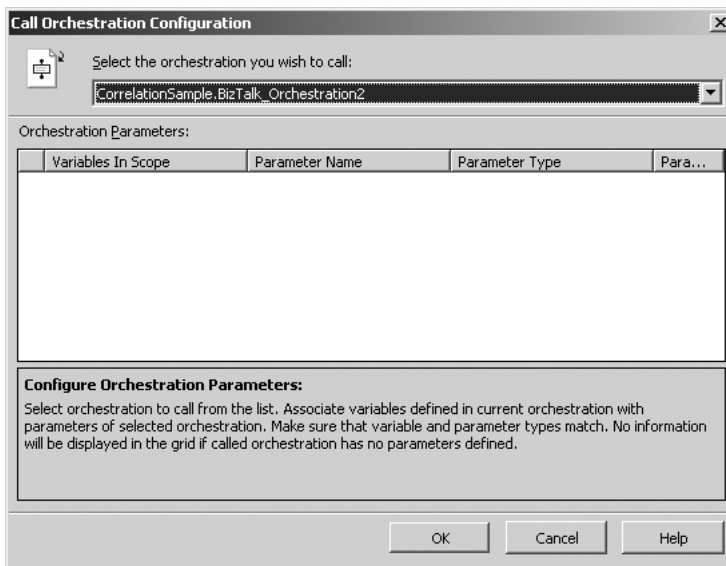 Call Orchestration Configuration
Select the orchestration you wish to call:
CorrelationSample.BizTalk_Orchestration2
Orchestration Parameters:
Variables In Scope Parameter Name Parameter Type Para...
Configure Orchestration Parameters:
Select orchestration to call from the list. Associate variables defined in current orchestration with
parameters of selected orchestration. Make sure that variable and parameter types match. No information
will be displayed in the grid if called orchestration has no parameters defined.
OK Cancel Help